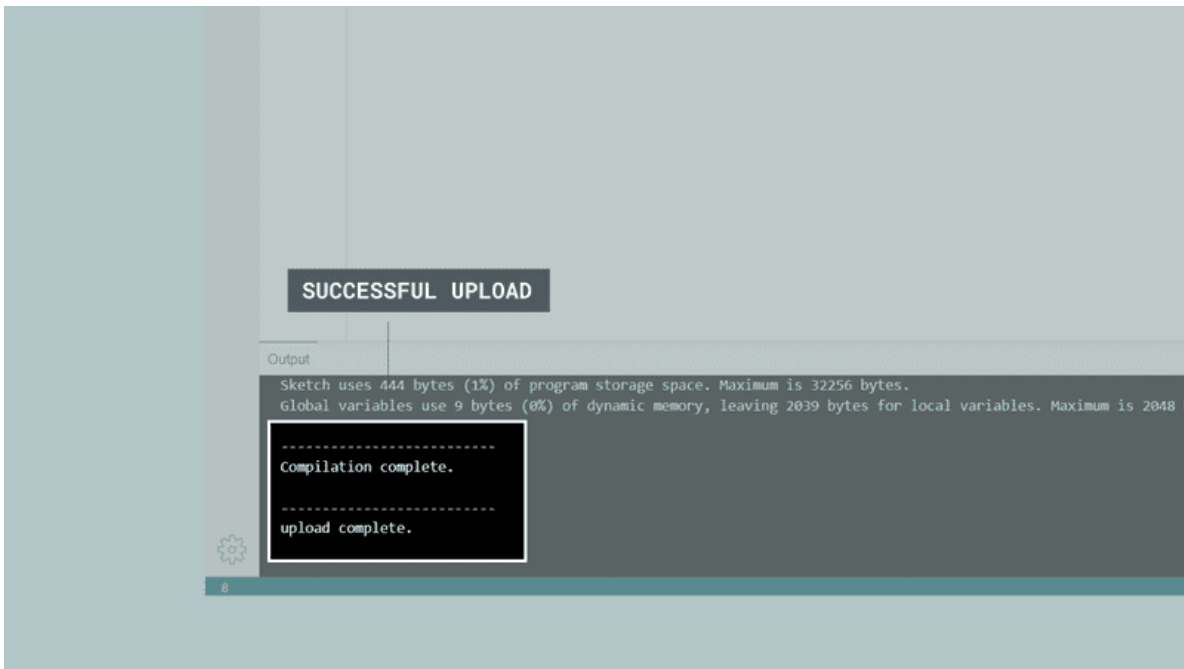 SUCCESSFUL UPLOAD
Output
Sketch uses 444 bytes (1%) of program storage space. Maximum is 32256 bytes.
Global variables use 9 bytes (0%) of dynamic memory, leaving 2039 bytes for local variables. Maximum is 2048
--------------------------
Compilation complete.
--------------------------
upload complete.
8